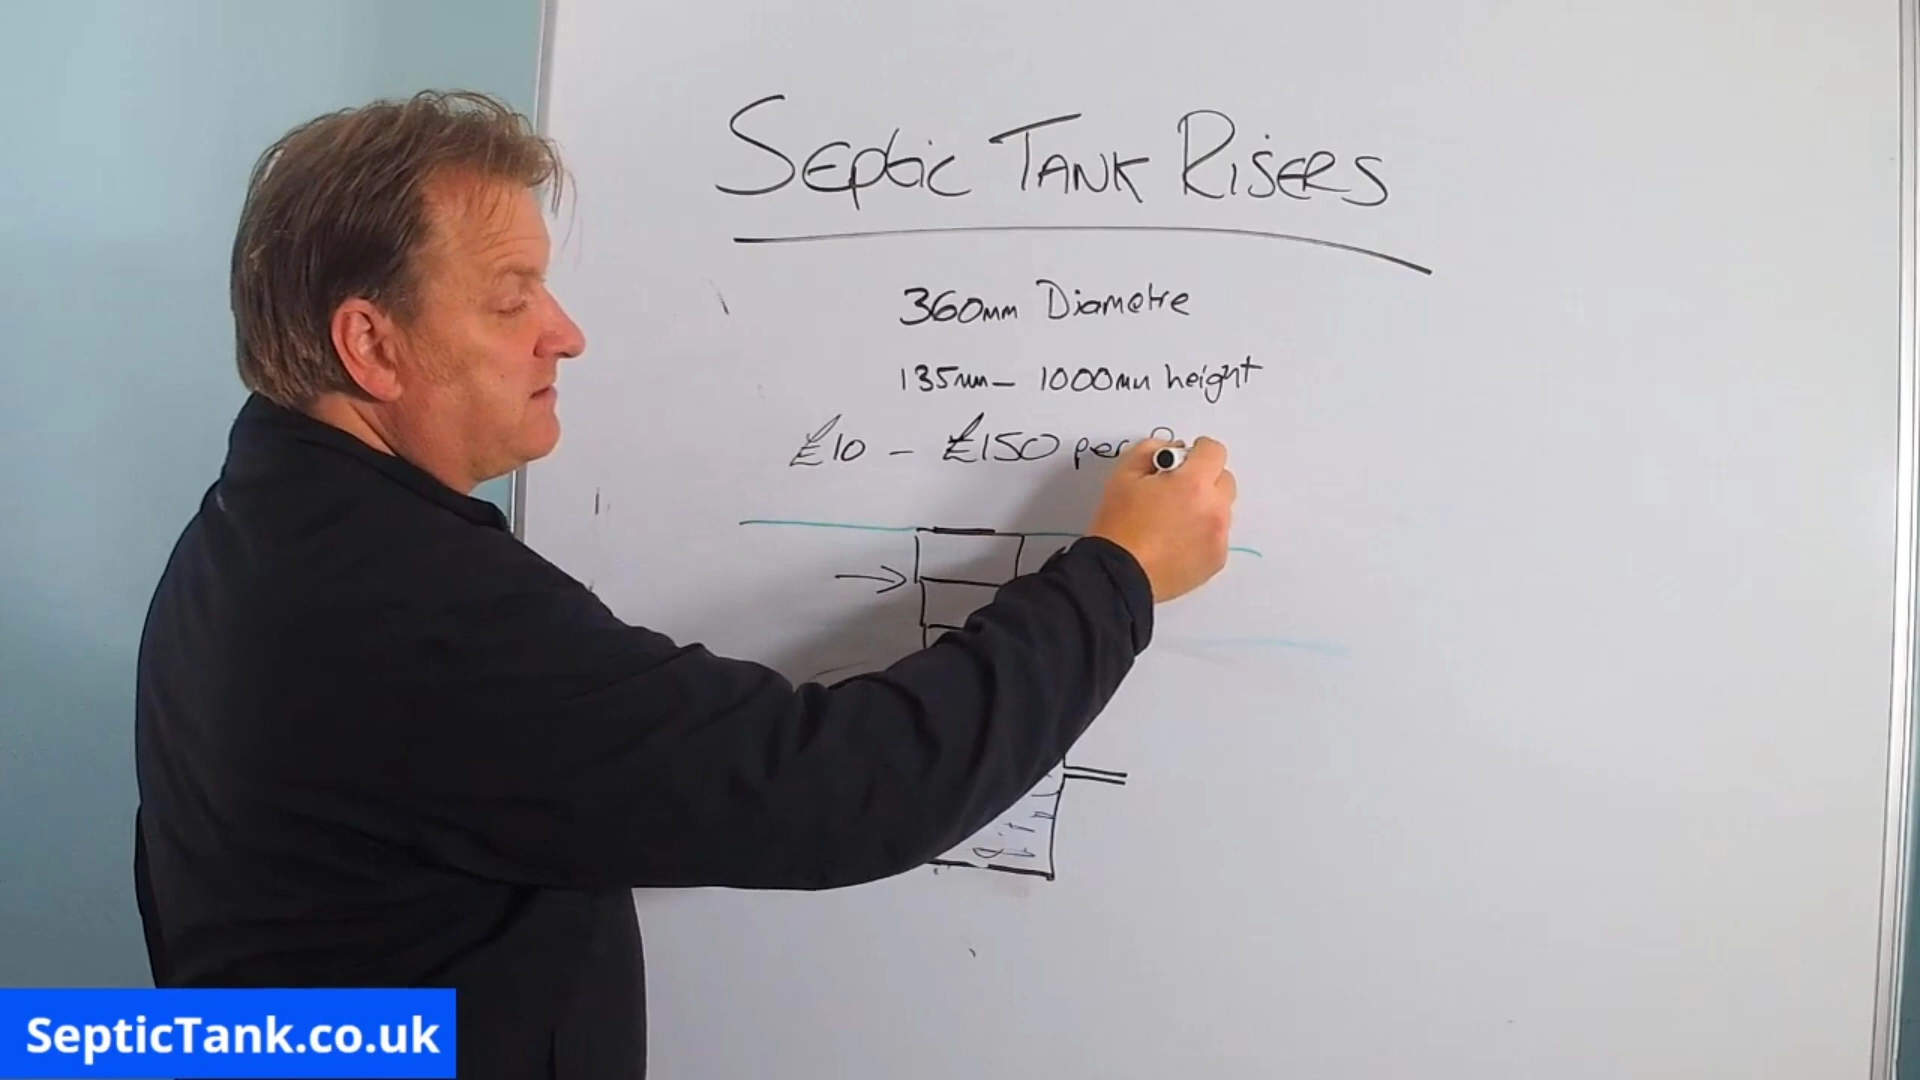 SEPtic TANK RISERS
360mm Diametre
135mm - 1000mm height
£10 - £150 per
SepticTank.co.uk